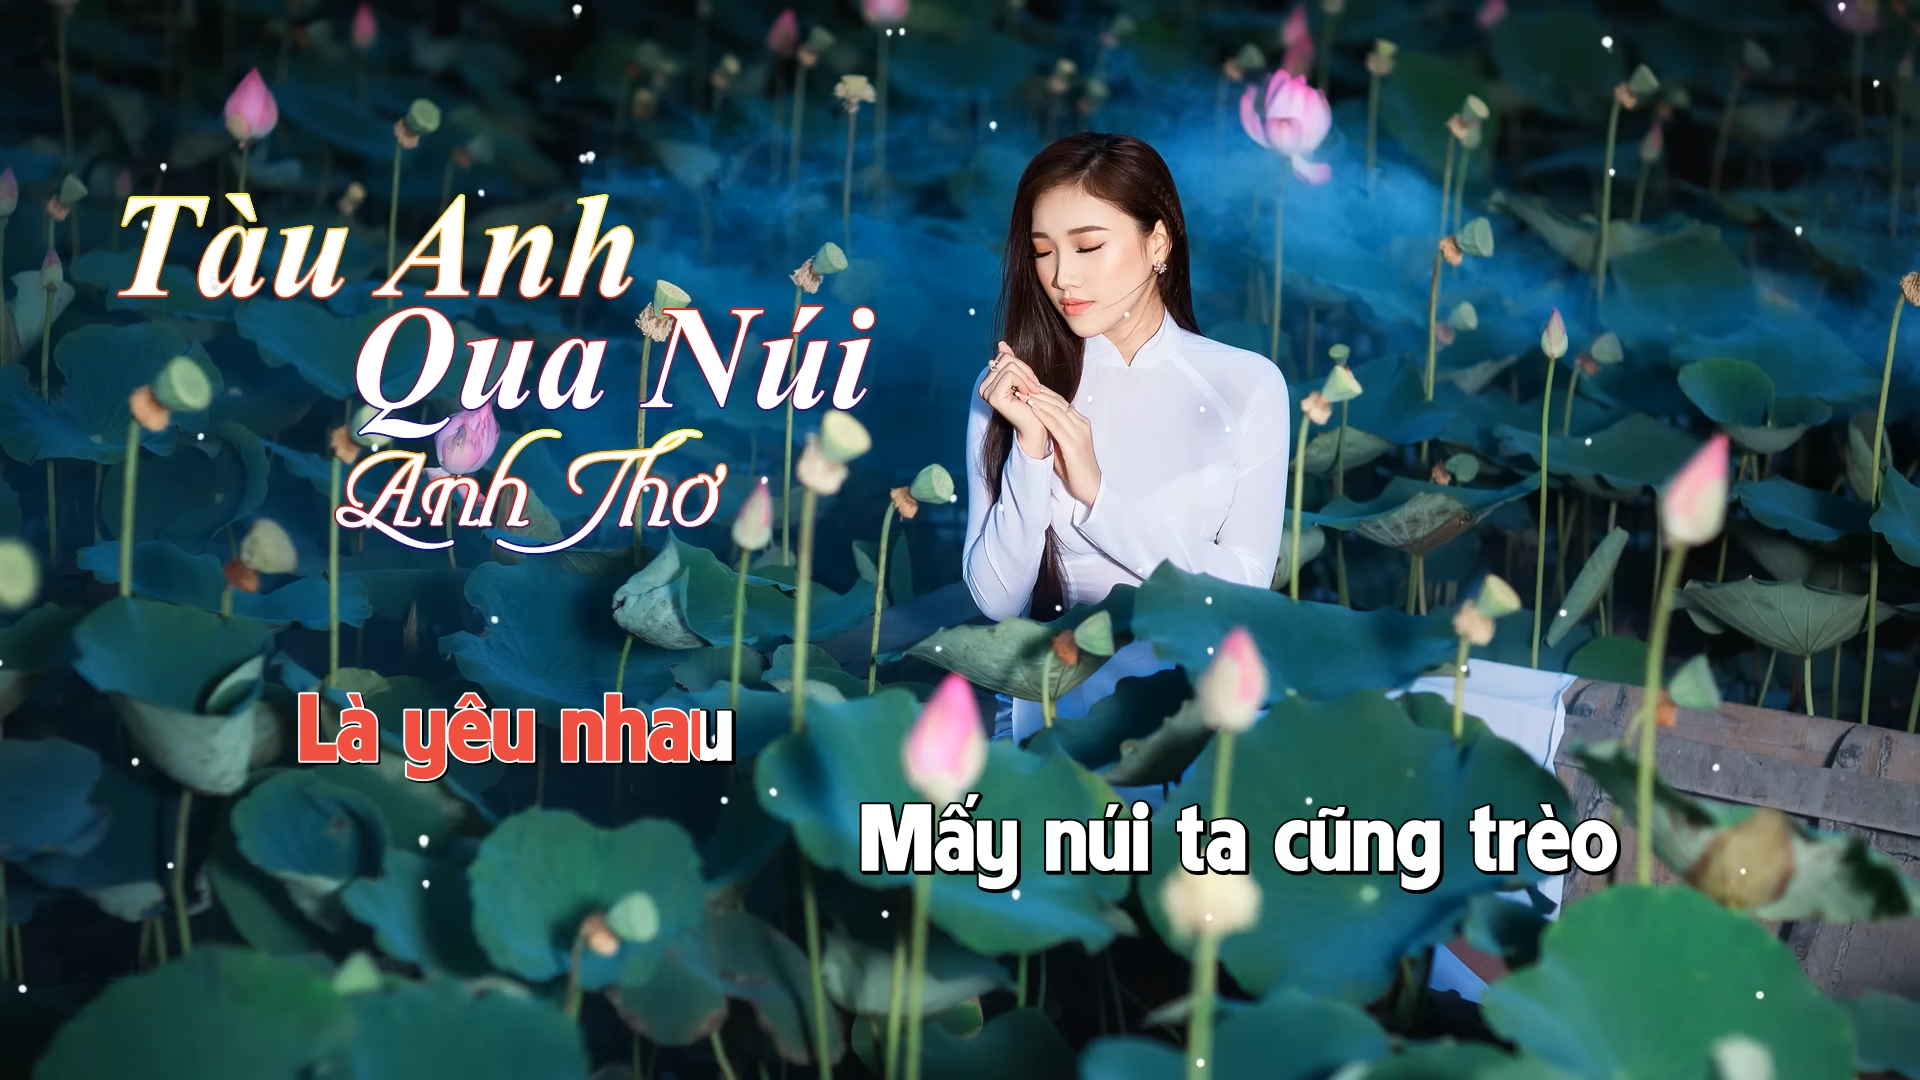 Tàu Anh
Qua Núi
Anh Thơ
Là yêu nhau
Mấy núi ta cũng trèo